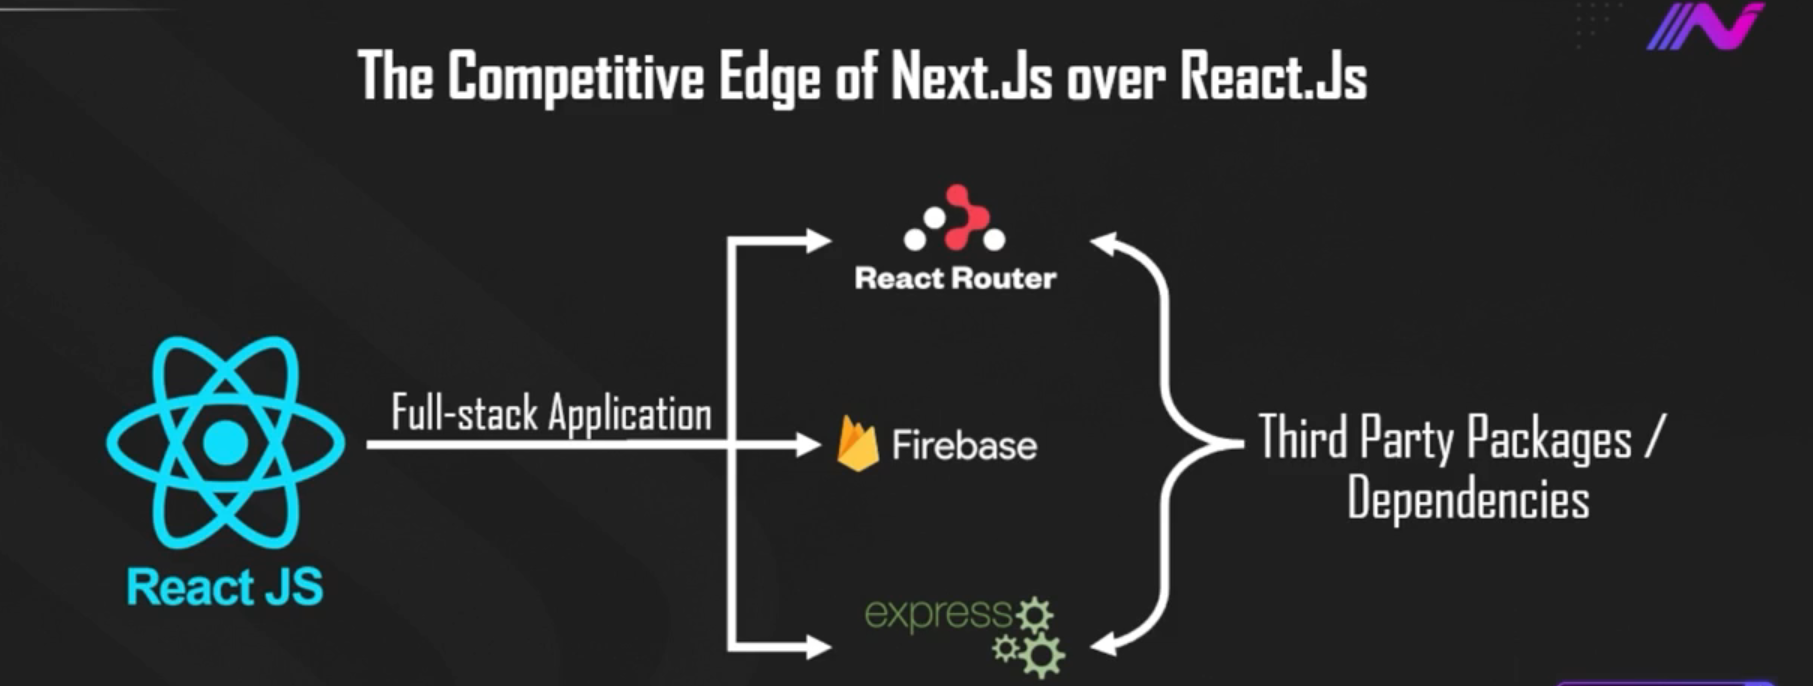 The Competitive Edge of Next.Js over React.Js
React Router
Full-stack Application
Firebase
Third Party Packages /
Dependencies
React JS
express